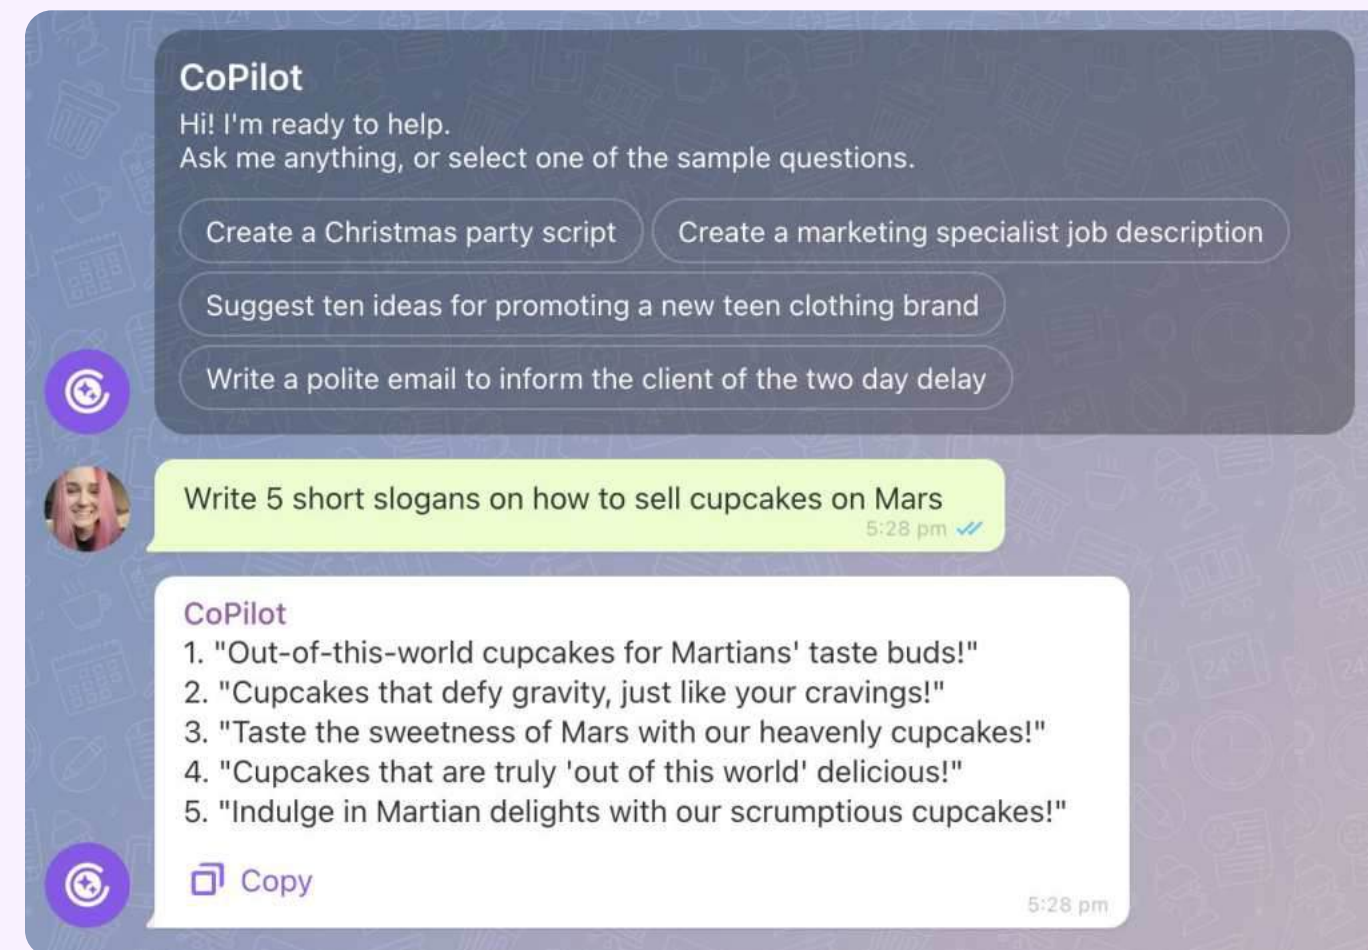 CoPilot
Hi! I'm ready to help.
Ask me anything, or select one of the sample questions.
Create a Christmas party script
Create a marketing specialist job description
Suggest ten ideas for promoting a new teen clothing brand
Write a polite email to inform the client of the two day delay
Write 5 short slogans on how to sell cupcakes on Mars
5:28 pm
CoPilot
1. "Out-of-this-world cupcakes for Martians' taste buds!"
2. "Cupcakes that defy gravity, just like your cravings!"
3. "Taste the sweetness of Mars with our heavenly cupcakes!"
4. "Cupcakes that are truly 'out of this world' delicious!"
5. "Indulge in Martian delights with our scrumptious cupcakes!"
Copy
5:28 pm